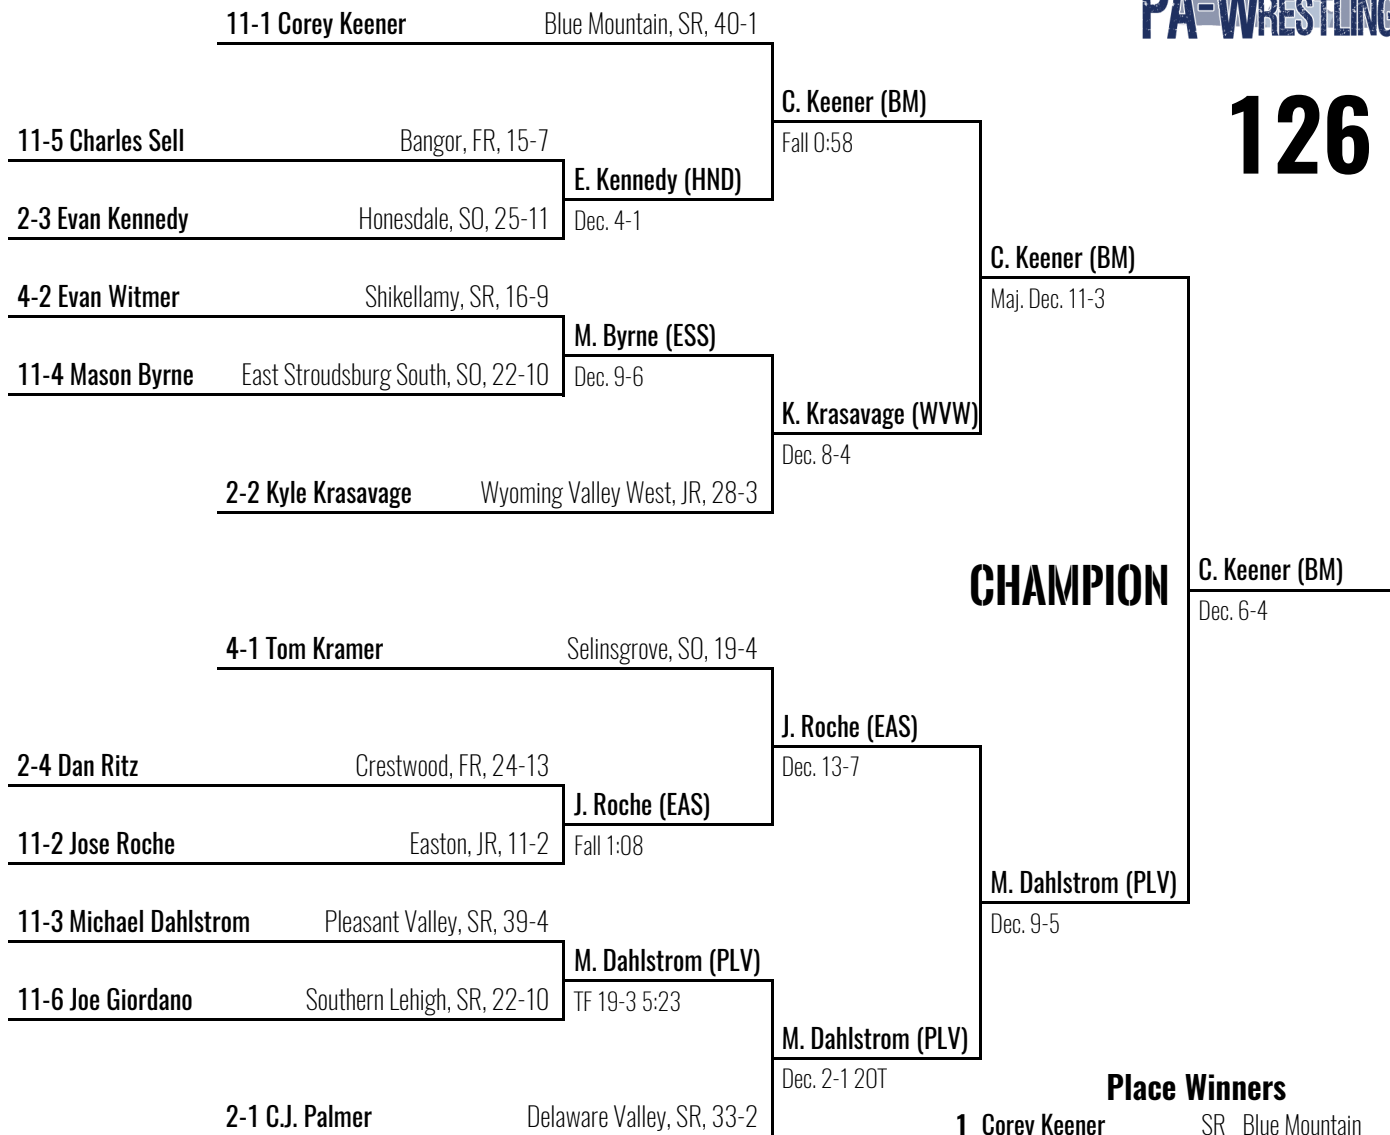 PA-WRESTLING
126
11-1 Corey Keener Blue Mountain, SR, 40-1
C. Keener (BM)
Fall 0:58
11-5 Charles Sell Bangor, FR, 15-7
E. Kennedy (HND)
Dec. 4-1
2-3 Evan Kennedy Honesdale, SO, 25-11
C. Keener (BM)
Maj. Dec. 11-3
4-2 Evan Witmer Shikellamy, SR, 16-9
M. Byrne (ESS)
Dec. 9-6
11-4 Mason Byrne East Stroudsburg South, SO, 22-10
K. Krasavage (WVW)
Dec. 8-4
2-2 Kyle Krasavage Wyoming Valley West, JR, 28-3
CHAMPION
C. Keener (BM)
Dec. 6-4
4-1 Tom Kramer Selinsgrove, SO, 19-4
J. Roche (EAS)
Dec. 13-7
2-4 Dan Ritz Crestwood, FR, 24-13
J. Roche (EAS)
Fall 1:08
11-2 Jose Roche Easton, JR, 11-2
M. Dahlstrom (PLV)
Dec. 9-5
11-3 Michael Dahlstrom Pleasant Valley, SR, 39-4
M. Dahlstrom (PLV)
TF 19-3 5:23
11-6 Joe Giordano Southern Lehigh, SR, 22-10
M. Dahlstrom (PLV)
Dec. 2-1 2OT
2-1 C.J. Palmer Delaware Valley, SR, 33-2
Place Winners
1 Corey Keener SR Blue Mountain